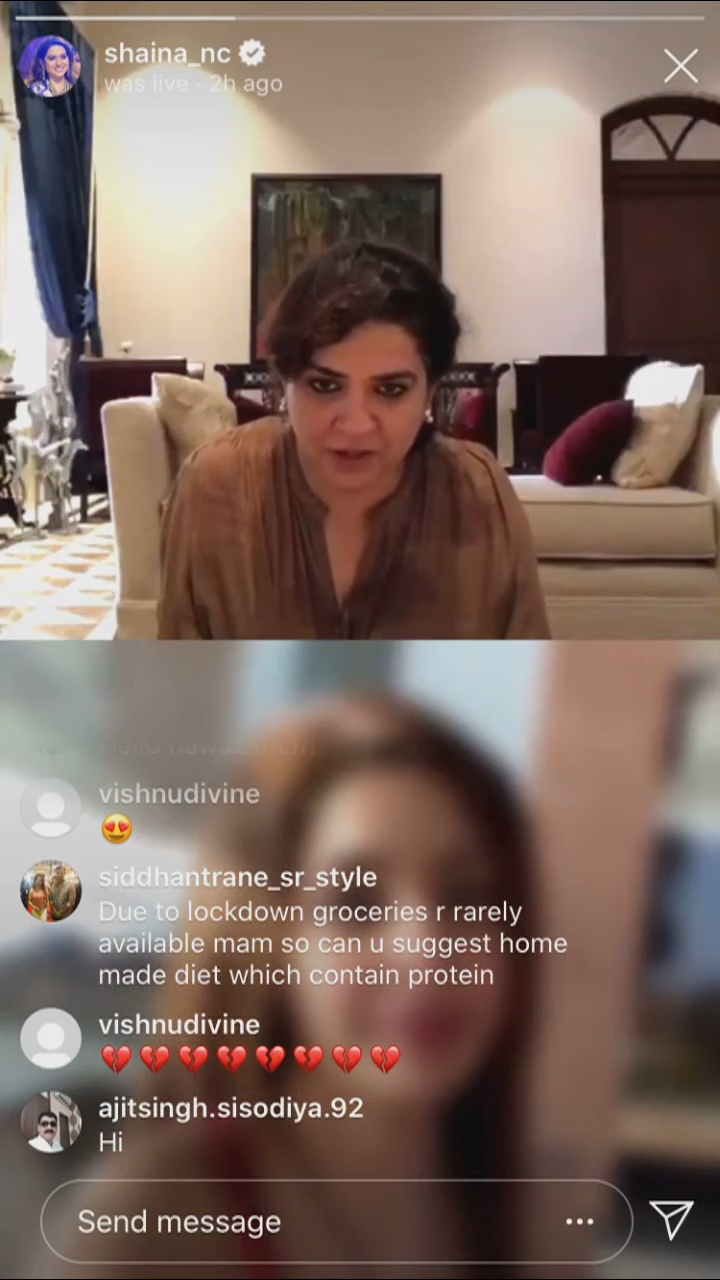 shaina_nc
was live · 2h ago
vishnudivine
😍
siddhantrane_sr_style
Due to lockdown groceries r rarely
available mam so can u suggest home
made diet which contain protein
vishnudivine
💔 💔 💔 💔 💔 💔 💔 💔
ajitsingh.sisodiya.92
Hi
Send message